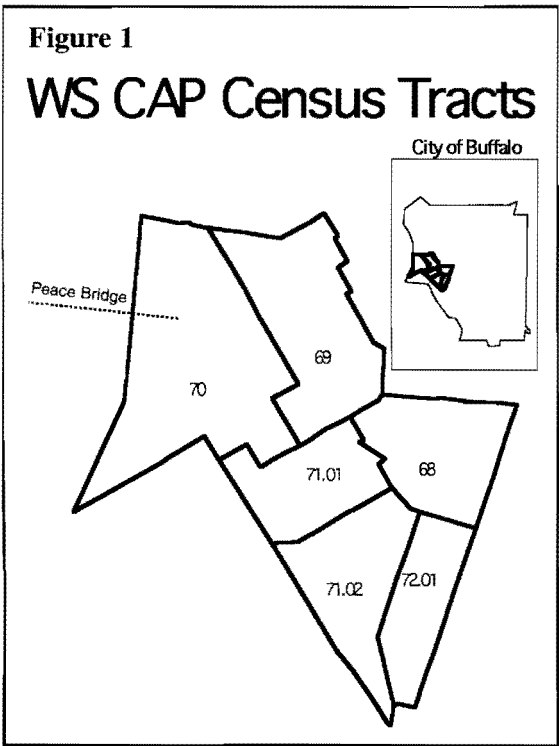 Figure 1
WS CAP Census Tracts
City of Buffalo
Peace Bridge
69
70
71.01
68
71.02
72.01